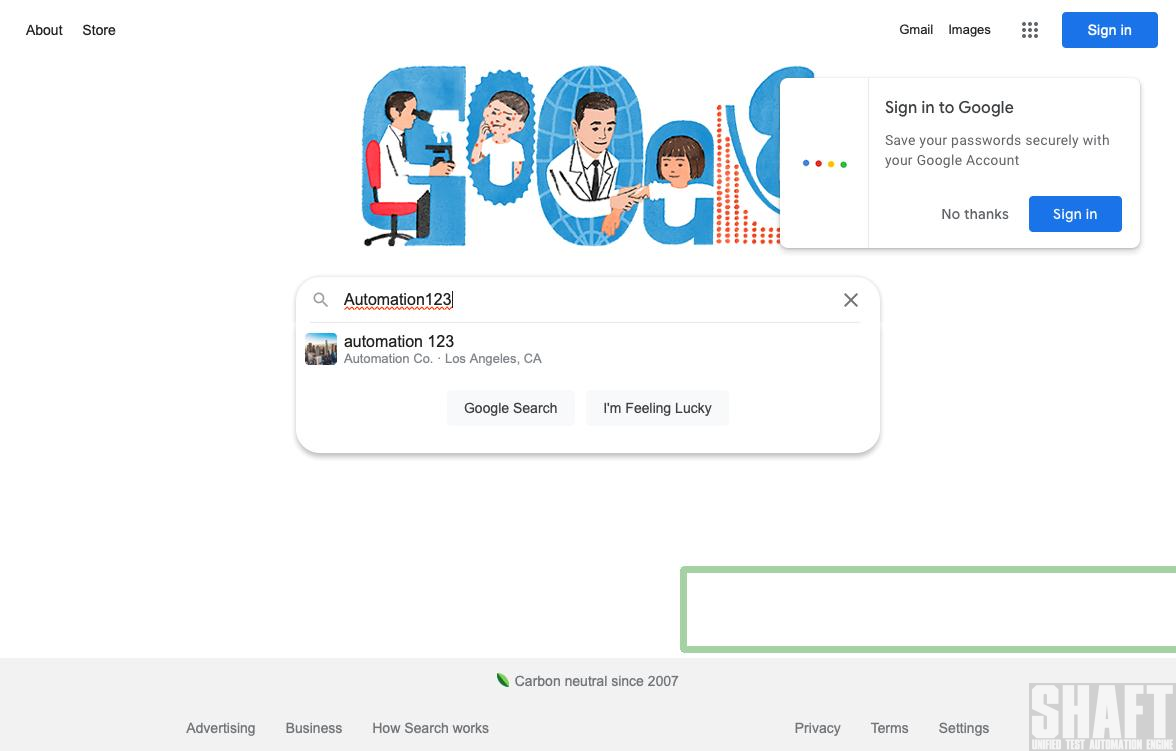 About Store
Gmail Images Sign in
Sign in to Google
Save your passwords securely with
your Google Account
No thanks Sign in
Automation123
automation 123
Automation Co. · Los Angeles, CA
Google Search I'm Feeling Lucky
Carbon neutral since 2007
Advertising Business How Search works Privacy Terms Settings
SHAFT
UNIFIED TEST AUTOMATION ENGINE